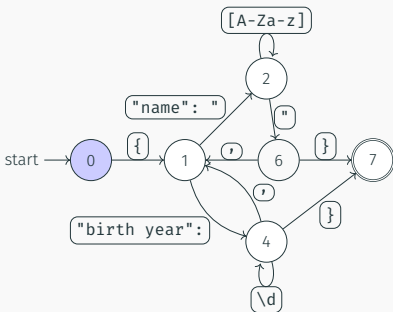 [A-Za-z]
2
"name": "
"
start
0
{
1
,
6
}
7
,
"birth year":
}
4
\d